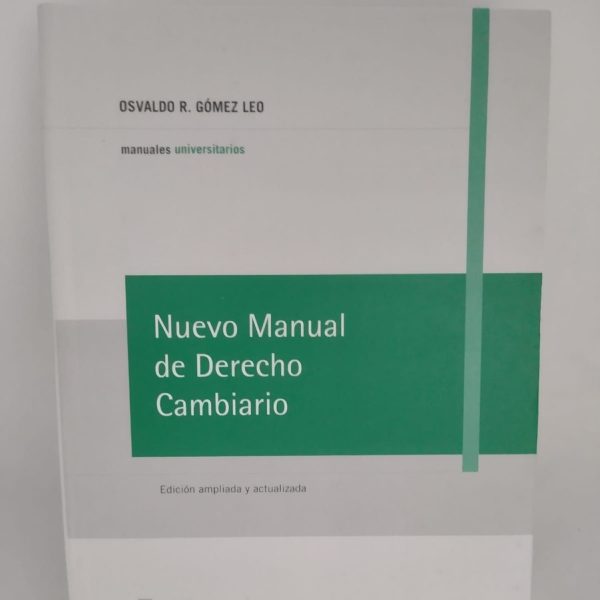 OSVALDO R. GÓMEZ LEO
manuales universitarios
Nuevo Manual
de Derecho
Cambiario
Edición ampliada y actualizada